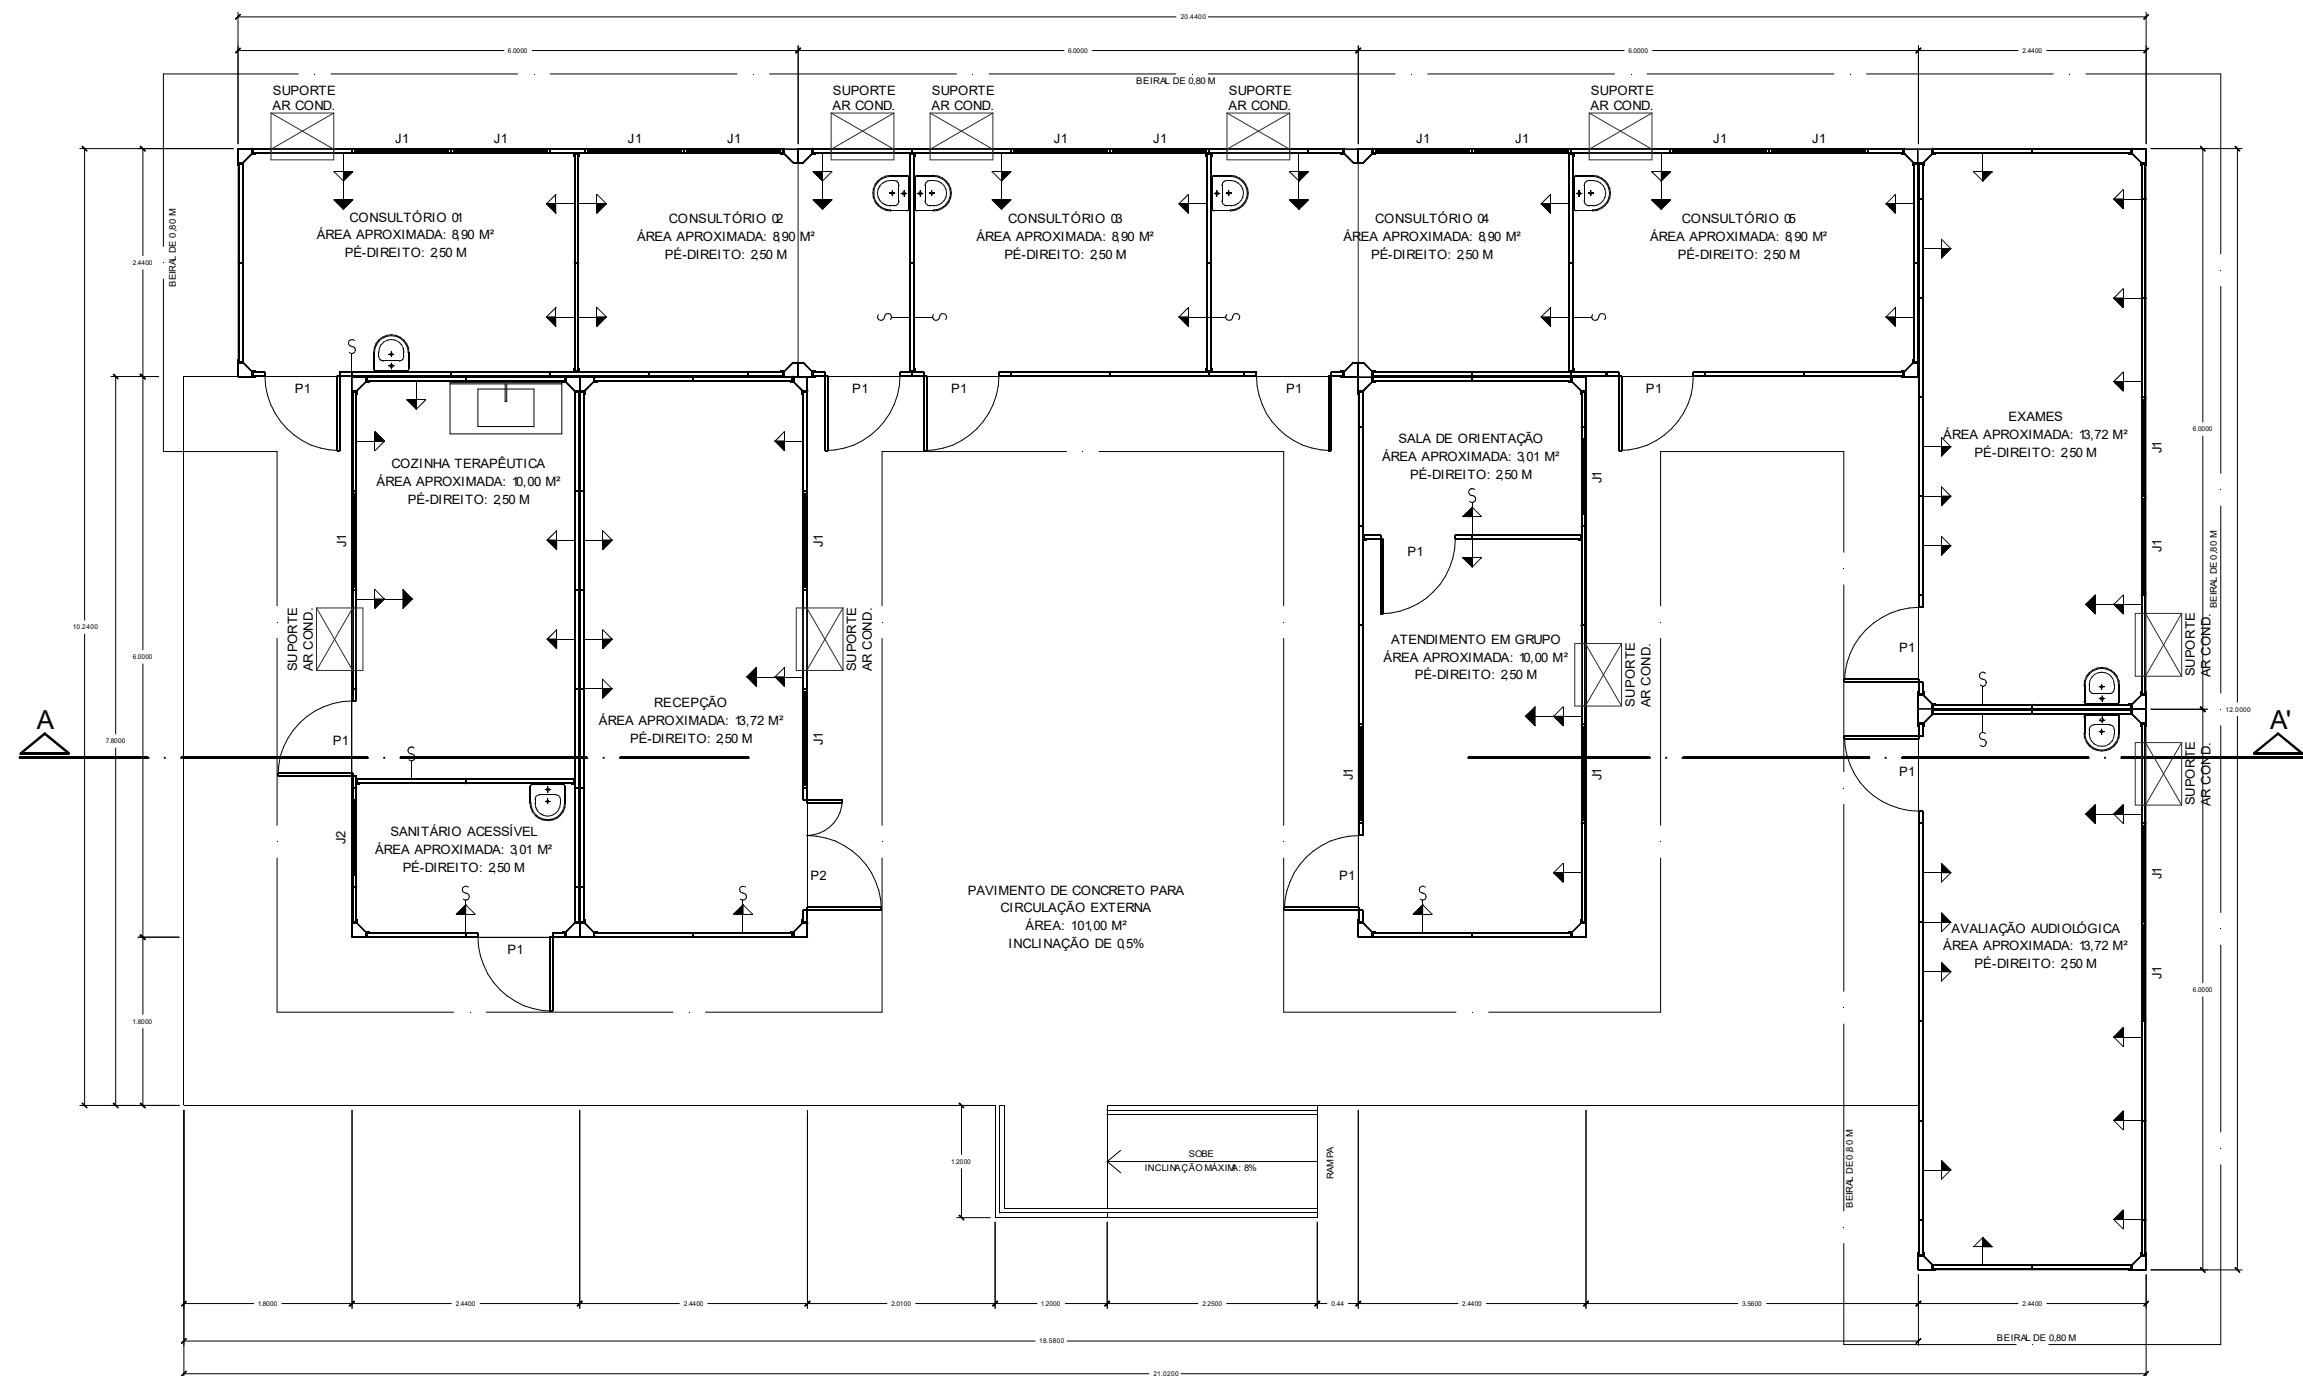 20.4400
6.0000
6.0000
6.0000
2.4400
BEIRAL DE 0,80 M
SUPORTE
AR COND.
SUPORTE
AR COND.
SUPORTE
AR COND.
SUPORTE
AR COND.
SUPORTE
AR COND.
J1
J1
J1
J1
J1
J1
J1
J1
J1
J1
BEIRAL DE 0,80 M
2.4400
CONSULTÓRIO 01
ÁREA APROXIMADA: 8,90 M²
PÉ-DIREITO: 2,50 M
CONSULTÓRIO 02
ÁREA APROXIMADA: 8,90 M²
PÉ-DIREITO: 2,50 M
CONSULTÓRIO 03
ÁREA APROXIMADA: 8,90 M²
PÉ-DIREITO: 2,50 M
CONSULTÓRIO 04
ÁREA APROXIMADA: 8,90 M²
PÉ-DIREITO: 2,50 M
CONSULTÓRIO 05
ÁREA APROXIMADA: 8,90 M²
PÉ-DIREITO: 2,50 M
S
S
S
S
S
P1
P1
P1
P1
P1
EXAMES
ÁREA APROXIMADA: 13,72 M²
PÉ-DIREITO: 2,50 M
J1
J1
6.0000
BEIRAL DE 0,80 M
SALA DE ORIENTAÇÃO
ÁREA APROXIMADA: 3,01 M²
PÉ-DIREITO: 2,50 M
S
J1
P1
COZINHA TERAPÊUTICA
ÁREA APROXIMADA: 10,00 M²
PÉ-DIREITO: 2,50 M
J1
J1
SUPORTE
AR COND.
SUPORTE
AR COND.
10.2400
6.0000
7.8000
ATENDIMENTO EM GRUPO
ÁREA APROXIMADA: 10,00 M²
PÉ-DIREITO: 2,50 M
SUPORTE
AR COND.
P1
SUPORTE
AR COND.
S
RECEPÇÃO
ÁREA APROXIMADA: 13,72 M²
PÉ-DIREITO: 2,50 M
A
A'
12.0000
P1
S
J1
J1
J1
S
P1
SUPORTE
AR COND.
SANITÁRIO ACESSÍVEL
ÁREA APROXIMADA: 3,01 M²
PÉ-DIREITO: 2,50 M
J2
S
S
P2
P1
S
P1
J1
J1
PAVIMENTO DE CONCRETO PARA
CIRCULAÇÃO EXTERNA
ÁREA: 101,00 M²
INCLINAÇÃO DE 0,5%
AVALIAÇÃO AUDIOLÓGICA
ÁREA APROXIMADA: 13,72 M²
PÉ-DIREITO: 2,50 M
6.0000
1.8000
1.2000
SOBE
INCLINAÇÃO MÁXIMA: 8%
RAMPA
BEIRAL DE 0,80 M
1.8000
2.4400
2.4400
2.0100
1.2000
2.2500
0.44
2.4400
3.5600
2.4400
18.5800
BEIRAL DE 0,80 M
21.0200